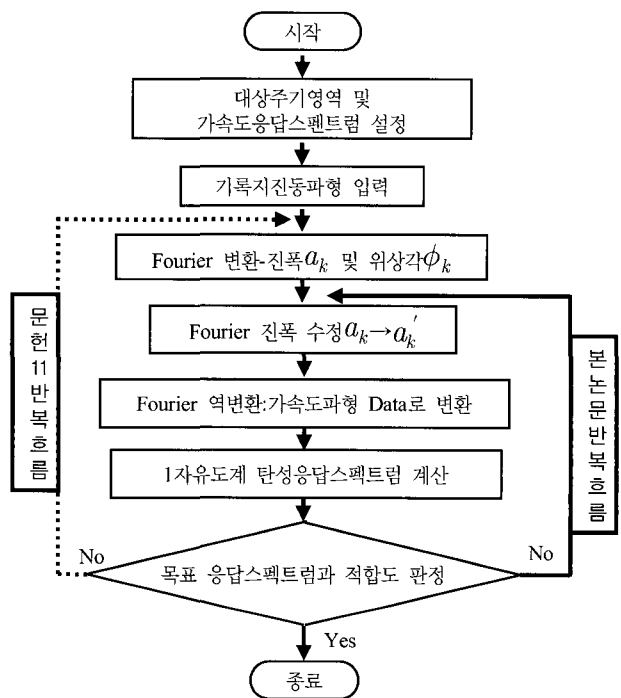 시작
대상주기영역 및
가속도응답스펜트럼 설정
기록지진동파형 입력
Fourier 변환-진폭 a_k 및 위상각 ϕ_k
Fourier 진폭 수정 a_k→a_k'
Fourier 역변환:가속도파형 Data로 변환
1자유도계 탄성응답스펙트럼 계산
목표 응답스펙트럼과 적합도 판정
No
No
Yes
종료
문헌11반복흐름
본논문반복흐름